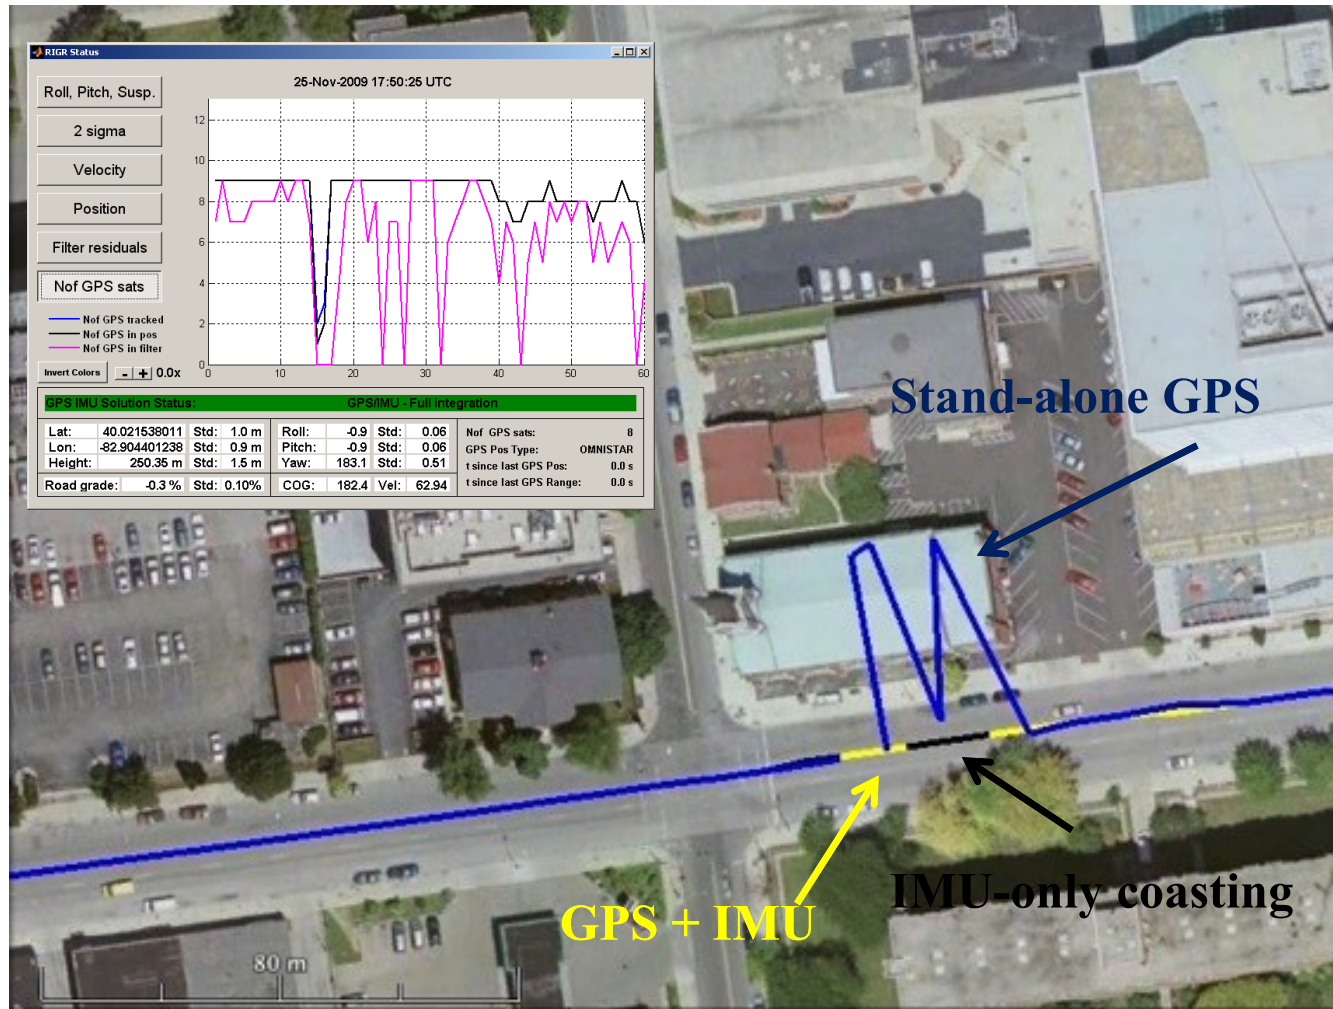 RIGR Status
25-Nov-2009 17:50:25 UTC
Roll, Pitch, Susp.
2 sigma
Velocity
Position
Filter residuals
Nof GPS sats
Nof GPS tracked
Nof GPS in pos
Nof GPS in filter
Invert Colors - + 0.0x
12
10
8
6
4
2
0
0 10 20 30 40 50 60
GPS IMU Solution Status: GPS/IMU - Full integration
Lat: 40.021538011 Std: 1.0 m Roll: -0.9 Std: 0.06 Nof GPS sats: 8
Lon: -82.904401238 Std: 0.9 m Pitch: -0.9 Std: 0.06 GPS Pos Type: OMNISTAR
Height: 250.35 m Std: 1.5 m Yaw: 183.1 Std: 0.51 t since last GPS Pos: 0.0 s
Road grade: -0.3 % Std: 0.10% COG: 182.4 Vel: 62.94 t since last GPS Range: 0.0 s
Stand-alone GPS
IMU-only coasting
GPS + IMU
80 m